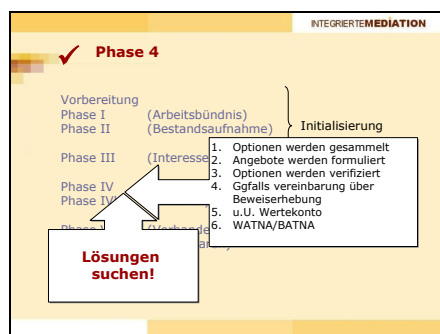 INTEGRIERTEMEDIATION
Phase 4
Vorbereitung
Phase I (Arbeitsbündnis)
Phase II (Bestandsaufnahme)
Initialisierung
Phase III
Phase IV
1. Optionen werden gesammelt
2. Angebote werden formuliert
3. Optionen werden verifiziert
4. Ggfalls vereinbarung über
Beweiserhebung
5. u.U. Wertekonto
6. WATNA/BATNA
Lösungen
suchen!